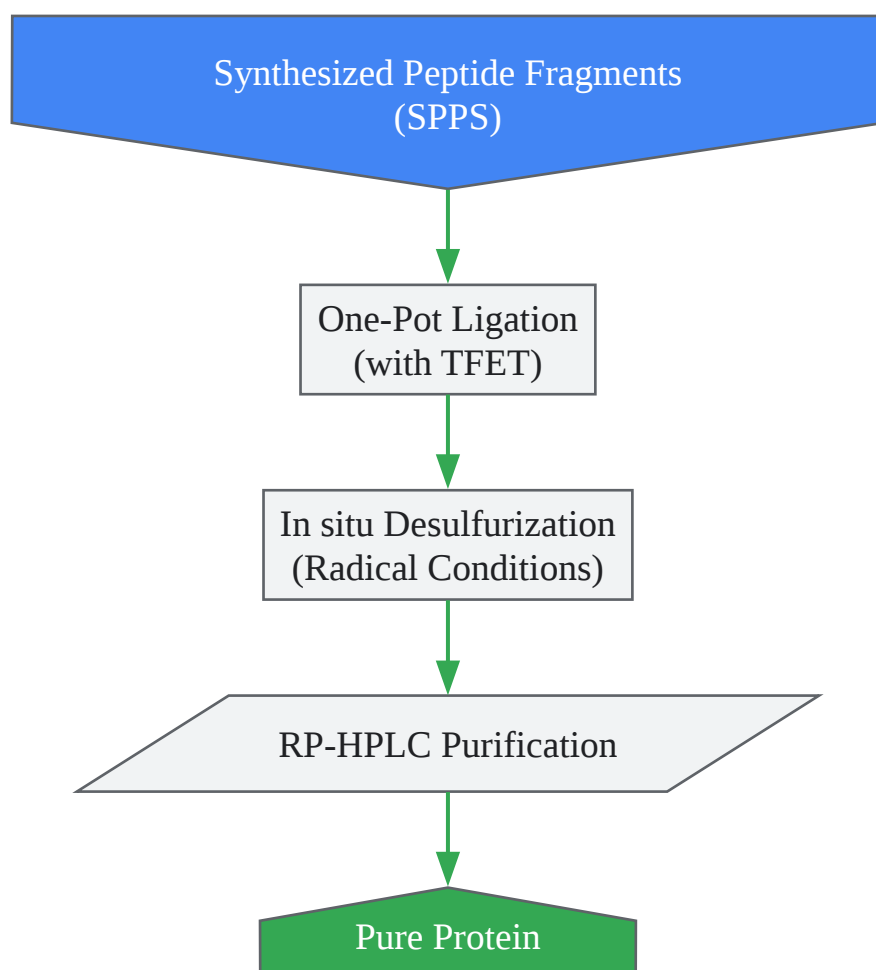 Synthesized Peptide Fragments
(SPPS)
One-Pot Ligation
(with TFET)
In situ Desulfurization
(Radical Conditions)
RP-HPLC Purification
Pure Protein